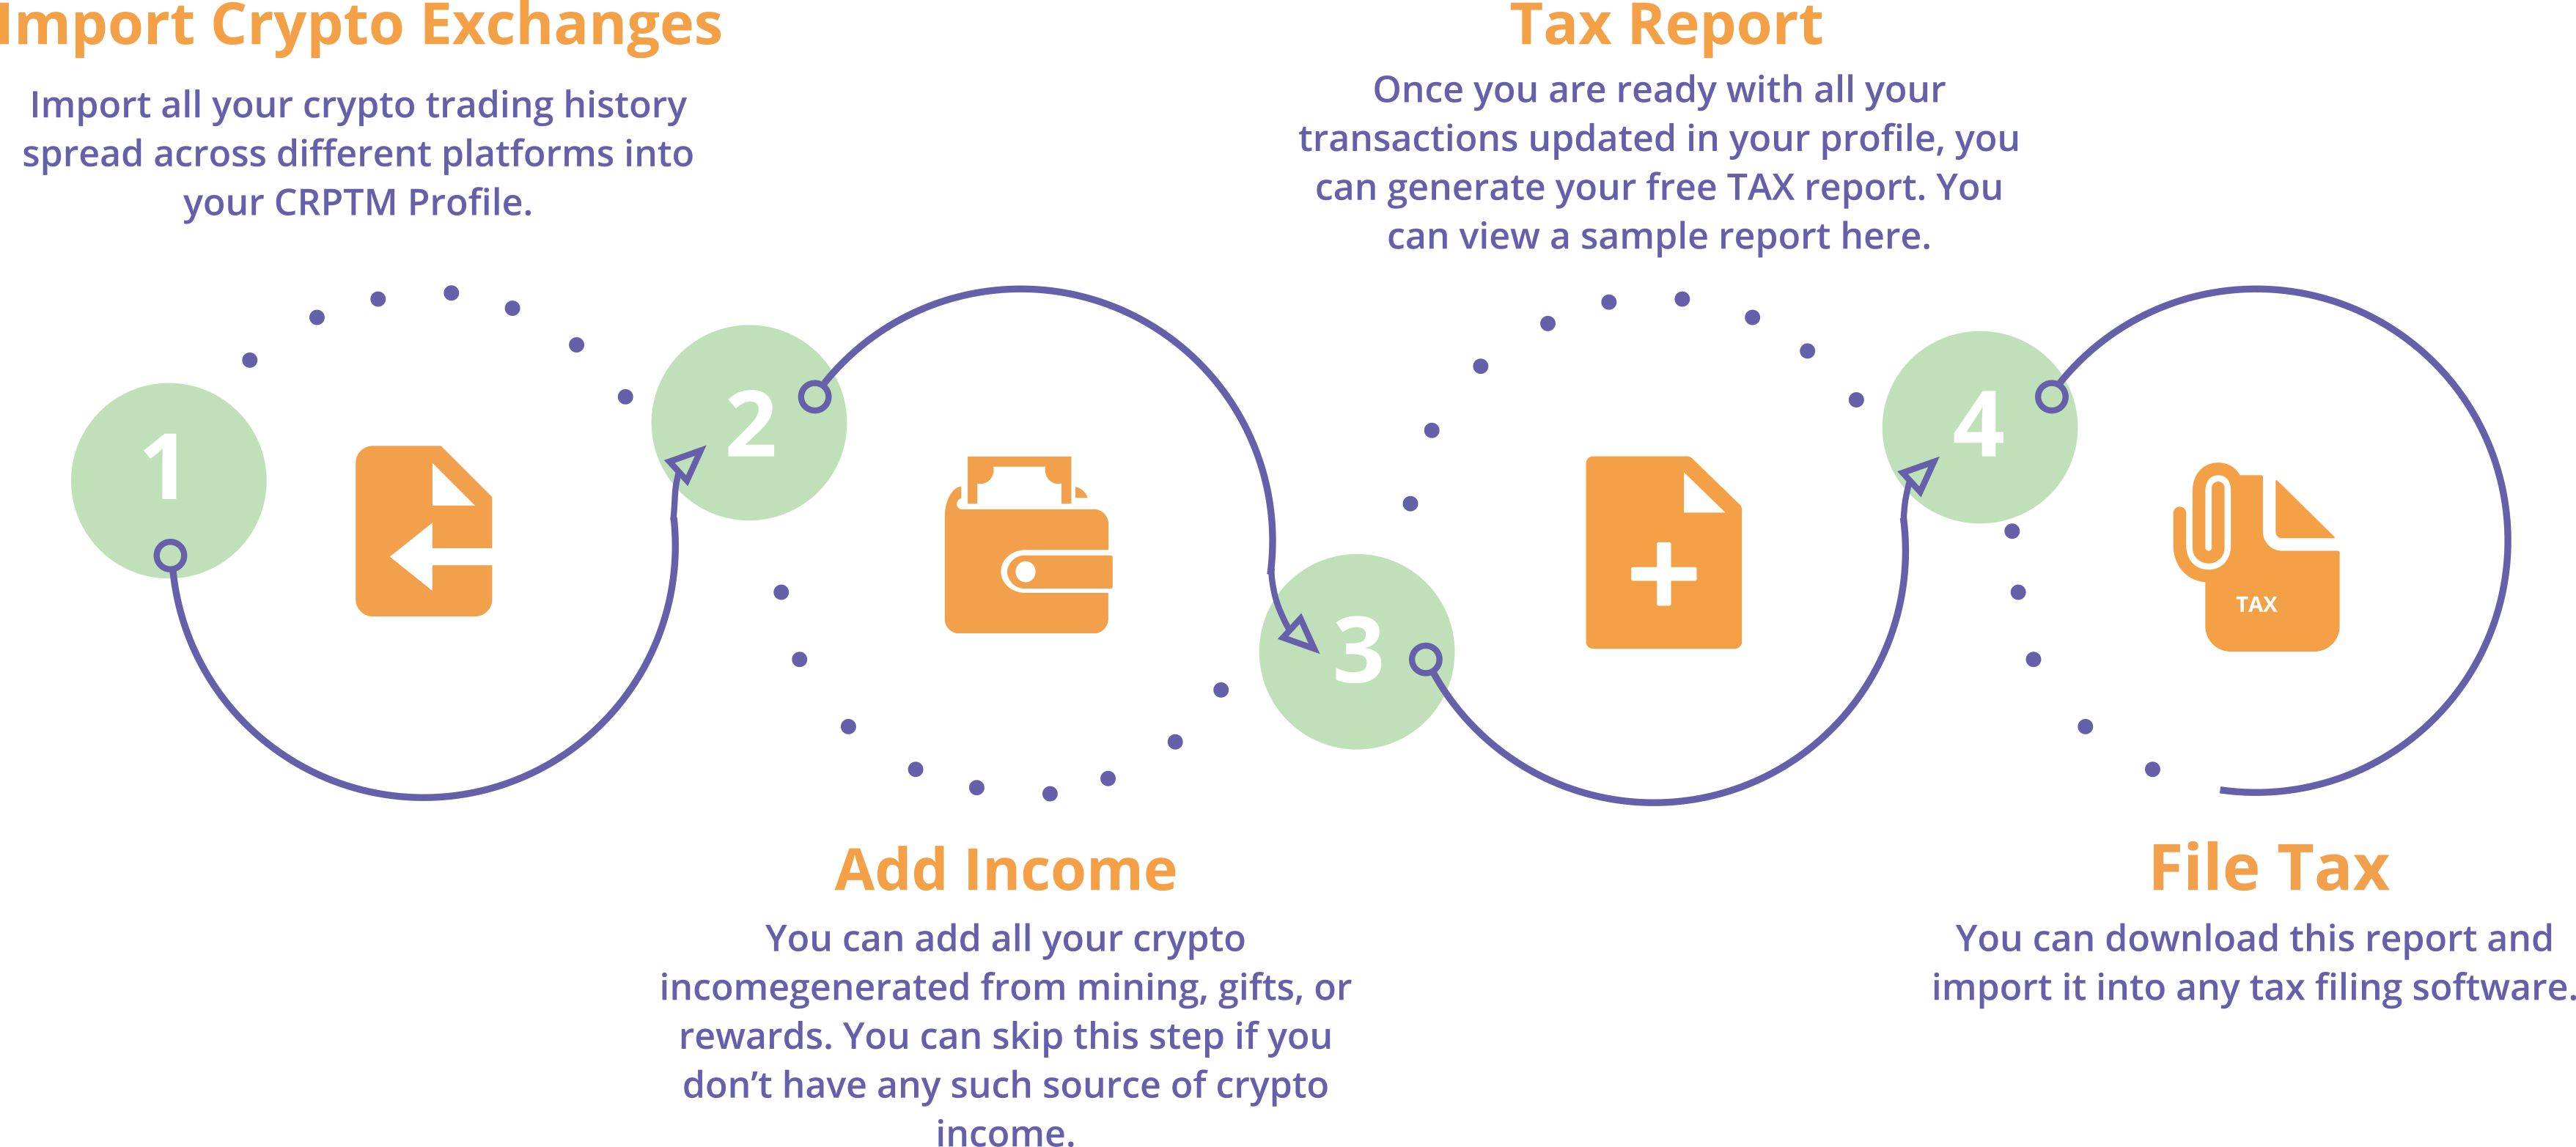 Import Crypto Exchanges
Import all your crypto trading history
spread across different platforms into
your CRPTM Profile.
1
2
Add Income
You can add all your crypto
incomegenerated from mining, gifts, or
rewards. You can skip this step if you
don’t have any such source of crypto
income.
Tax Report
Once you are ready with all your
transactions updated in your profile, you
can generate your free TAX report. You
can view a sample report here.
3
4
TAX
File Tax
You can download this report and
import it into any tax filing software.